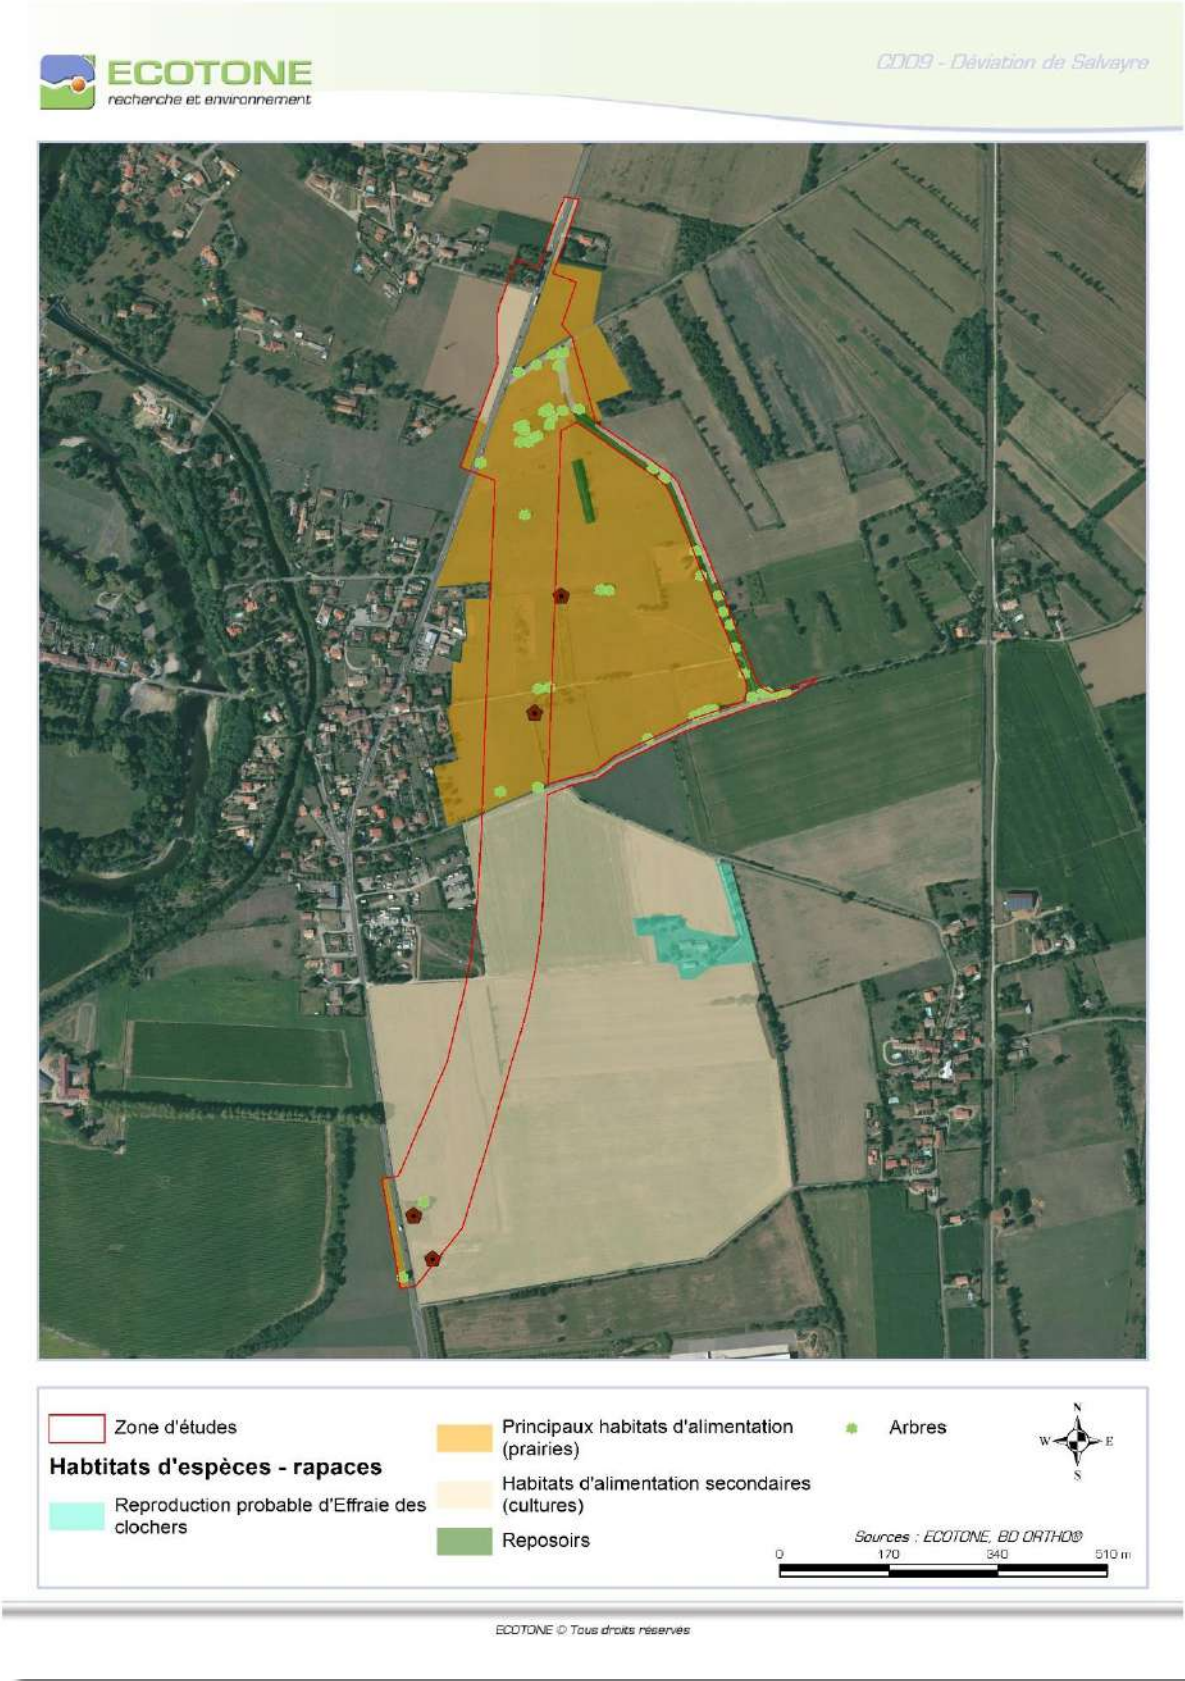 ECOTONE
recherche et environnement
CD09 - Déviation de Salvayre
Zone d'études
Habtitats d'espèces - rapaces
Reproduction probable d'Effraie des
clochers
Principaux habitats d'alimentation
(prairies)
Habitats d'alimentation secondaires
(cultures)
Reposoirs
Arbres
N
W E
S
Sources : ECOTONE, BD ORTHO®
0 170 340 510 m
ECOTONE © Tous droits réservés